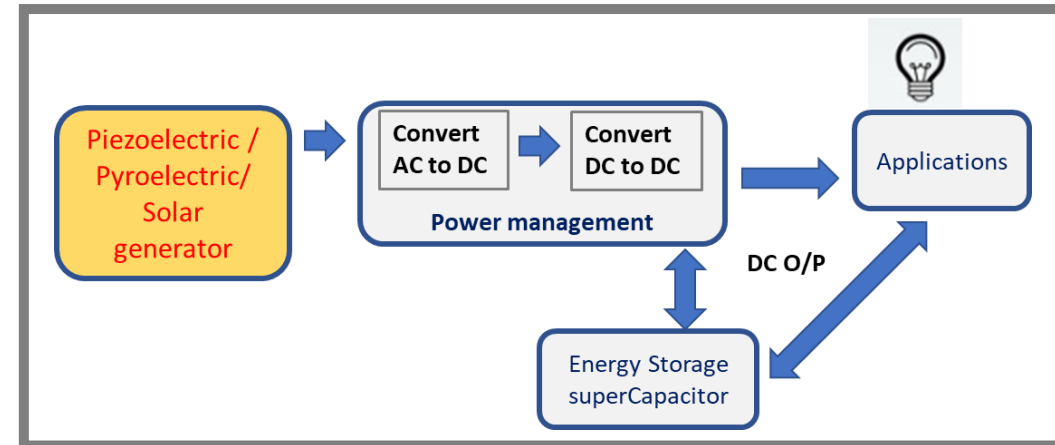 Piezoelectric /
Pyroelectric/
Solar
generator
Convert
AC to DC
Convert
DC to DC
Power management
Applications
DC O/P
Energy Storage
superCapacitor